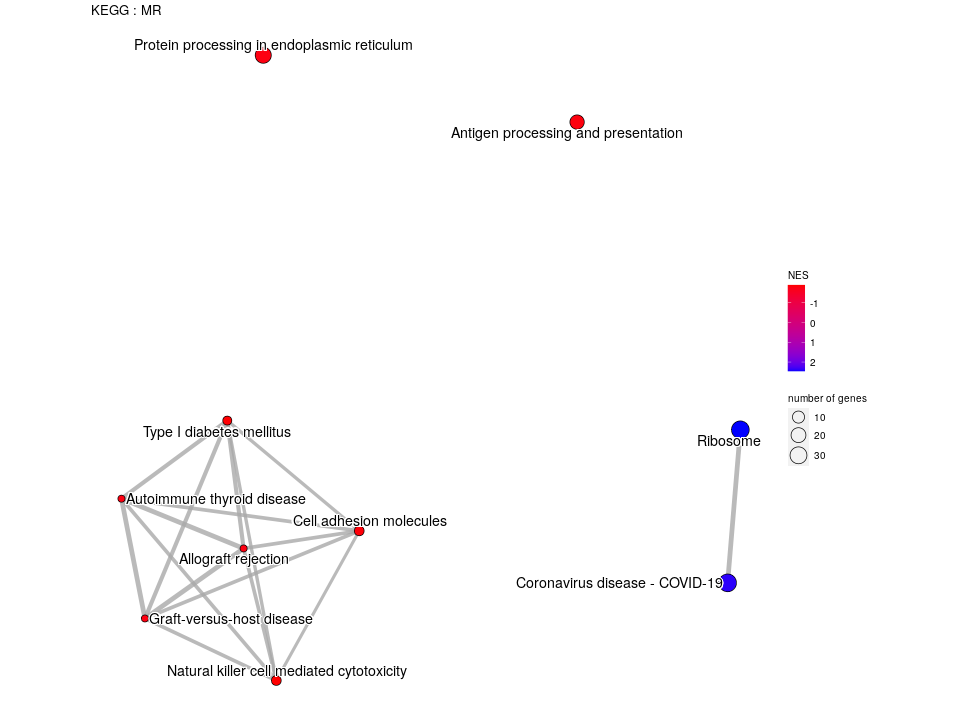 KEGG : MR
Protein processing in endoplasmic reticulum
Antigen processing and presentation
NES
-1
0
1
2
number of genes
10
20
30
Type I diabetes mellitus
Ribosome
Autoimmune thyroid disease
Cell adhesion molecules
Allograft rejection
Coronavirus disease - COVID-19
Graft-versus-host disease
Natural killer cell mediated cytotoxicity